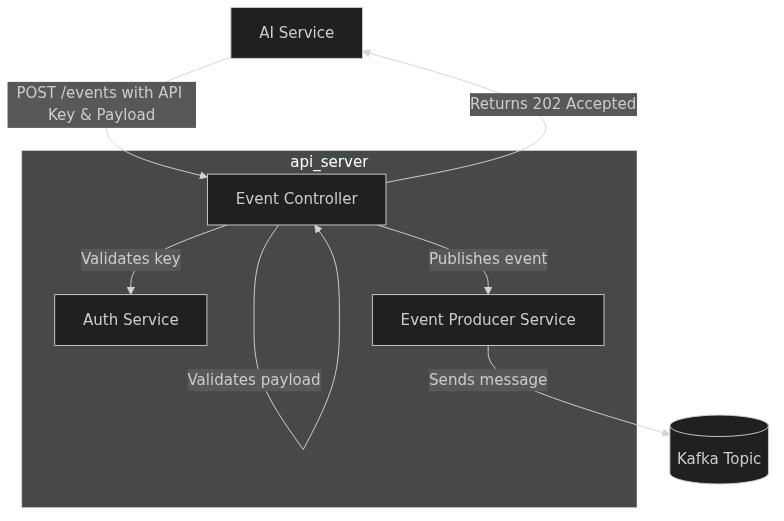 AI Service
POST /events with API
Key & Payload
Returns 202 Accepted
api_server
Event Controller
Validates key
Publishes event
Auth Service
Event Producer Service
Validates payload
Sends message
Kafka Topic